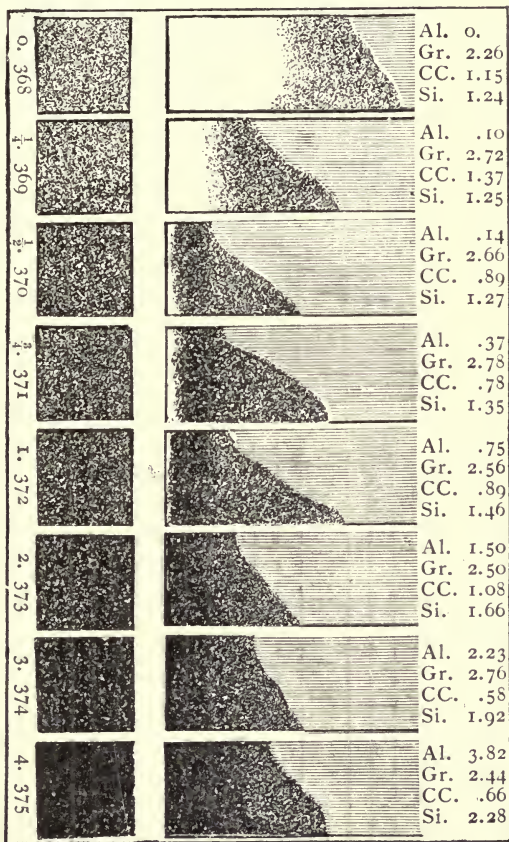 0. 368
Al. 0.
Gr. 2.26
CC. 1.15
Si. 1.24
¼. 369
Al. .10
Gr. 2.72
CC. 1.37
Si. 1.25
½. 370
Al. .14
Gr. 2.66
CC. .89
Si. 1.27
¾. 371
Al. .37
Gr. 2.78
CC. .78
Si. 1.35
1. 372
Al. .75
Gr. 2.56
CC. .89
Si. 1.46
2. 373
Al. 1.50
Gr. 2.50
CC. 1.08
Si. 1.66
3. 374
Al. 2.23
Gr. 2.76
CC. .58
Si. 1.92
4. 375
Al. 3.82
Gr. 2.44
CC. .66
Si. 2.28